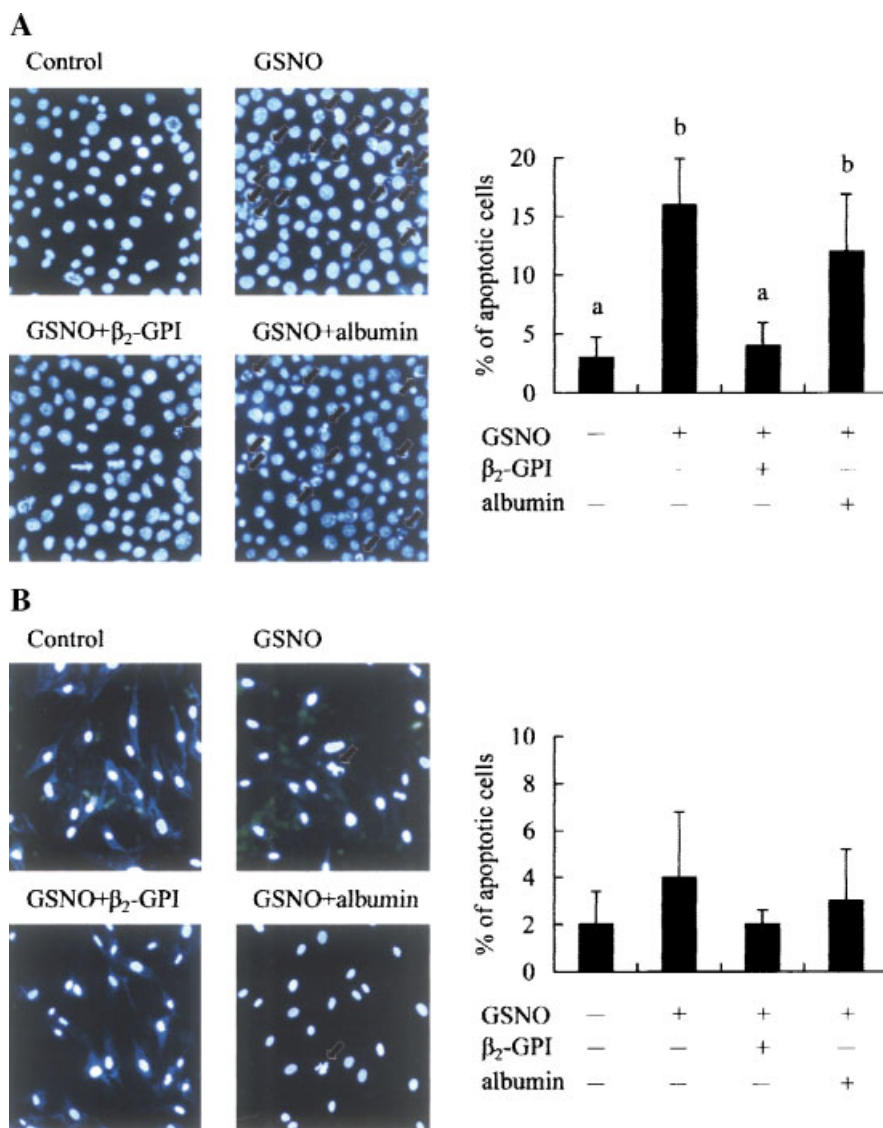 A
Control GSNO
GSNO+β₂-GPI GSNO+albumin
% of apoptotic cells
20
15
10
5
0
a b a b
GSNO – + + +
β₂-GPI - + –
albumin – – – +
B
Control GSNO
GSNO+β₂-GPI GSNO+albumin
% of apoptotic cells
10
8
6
4
2
0
GSNO – + + +
β₂-GPI – – + –
albumin – – – +